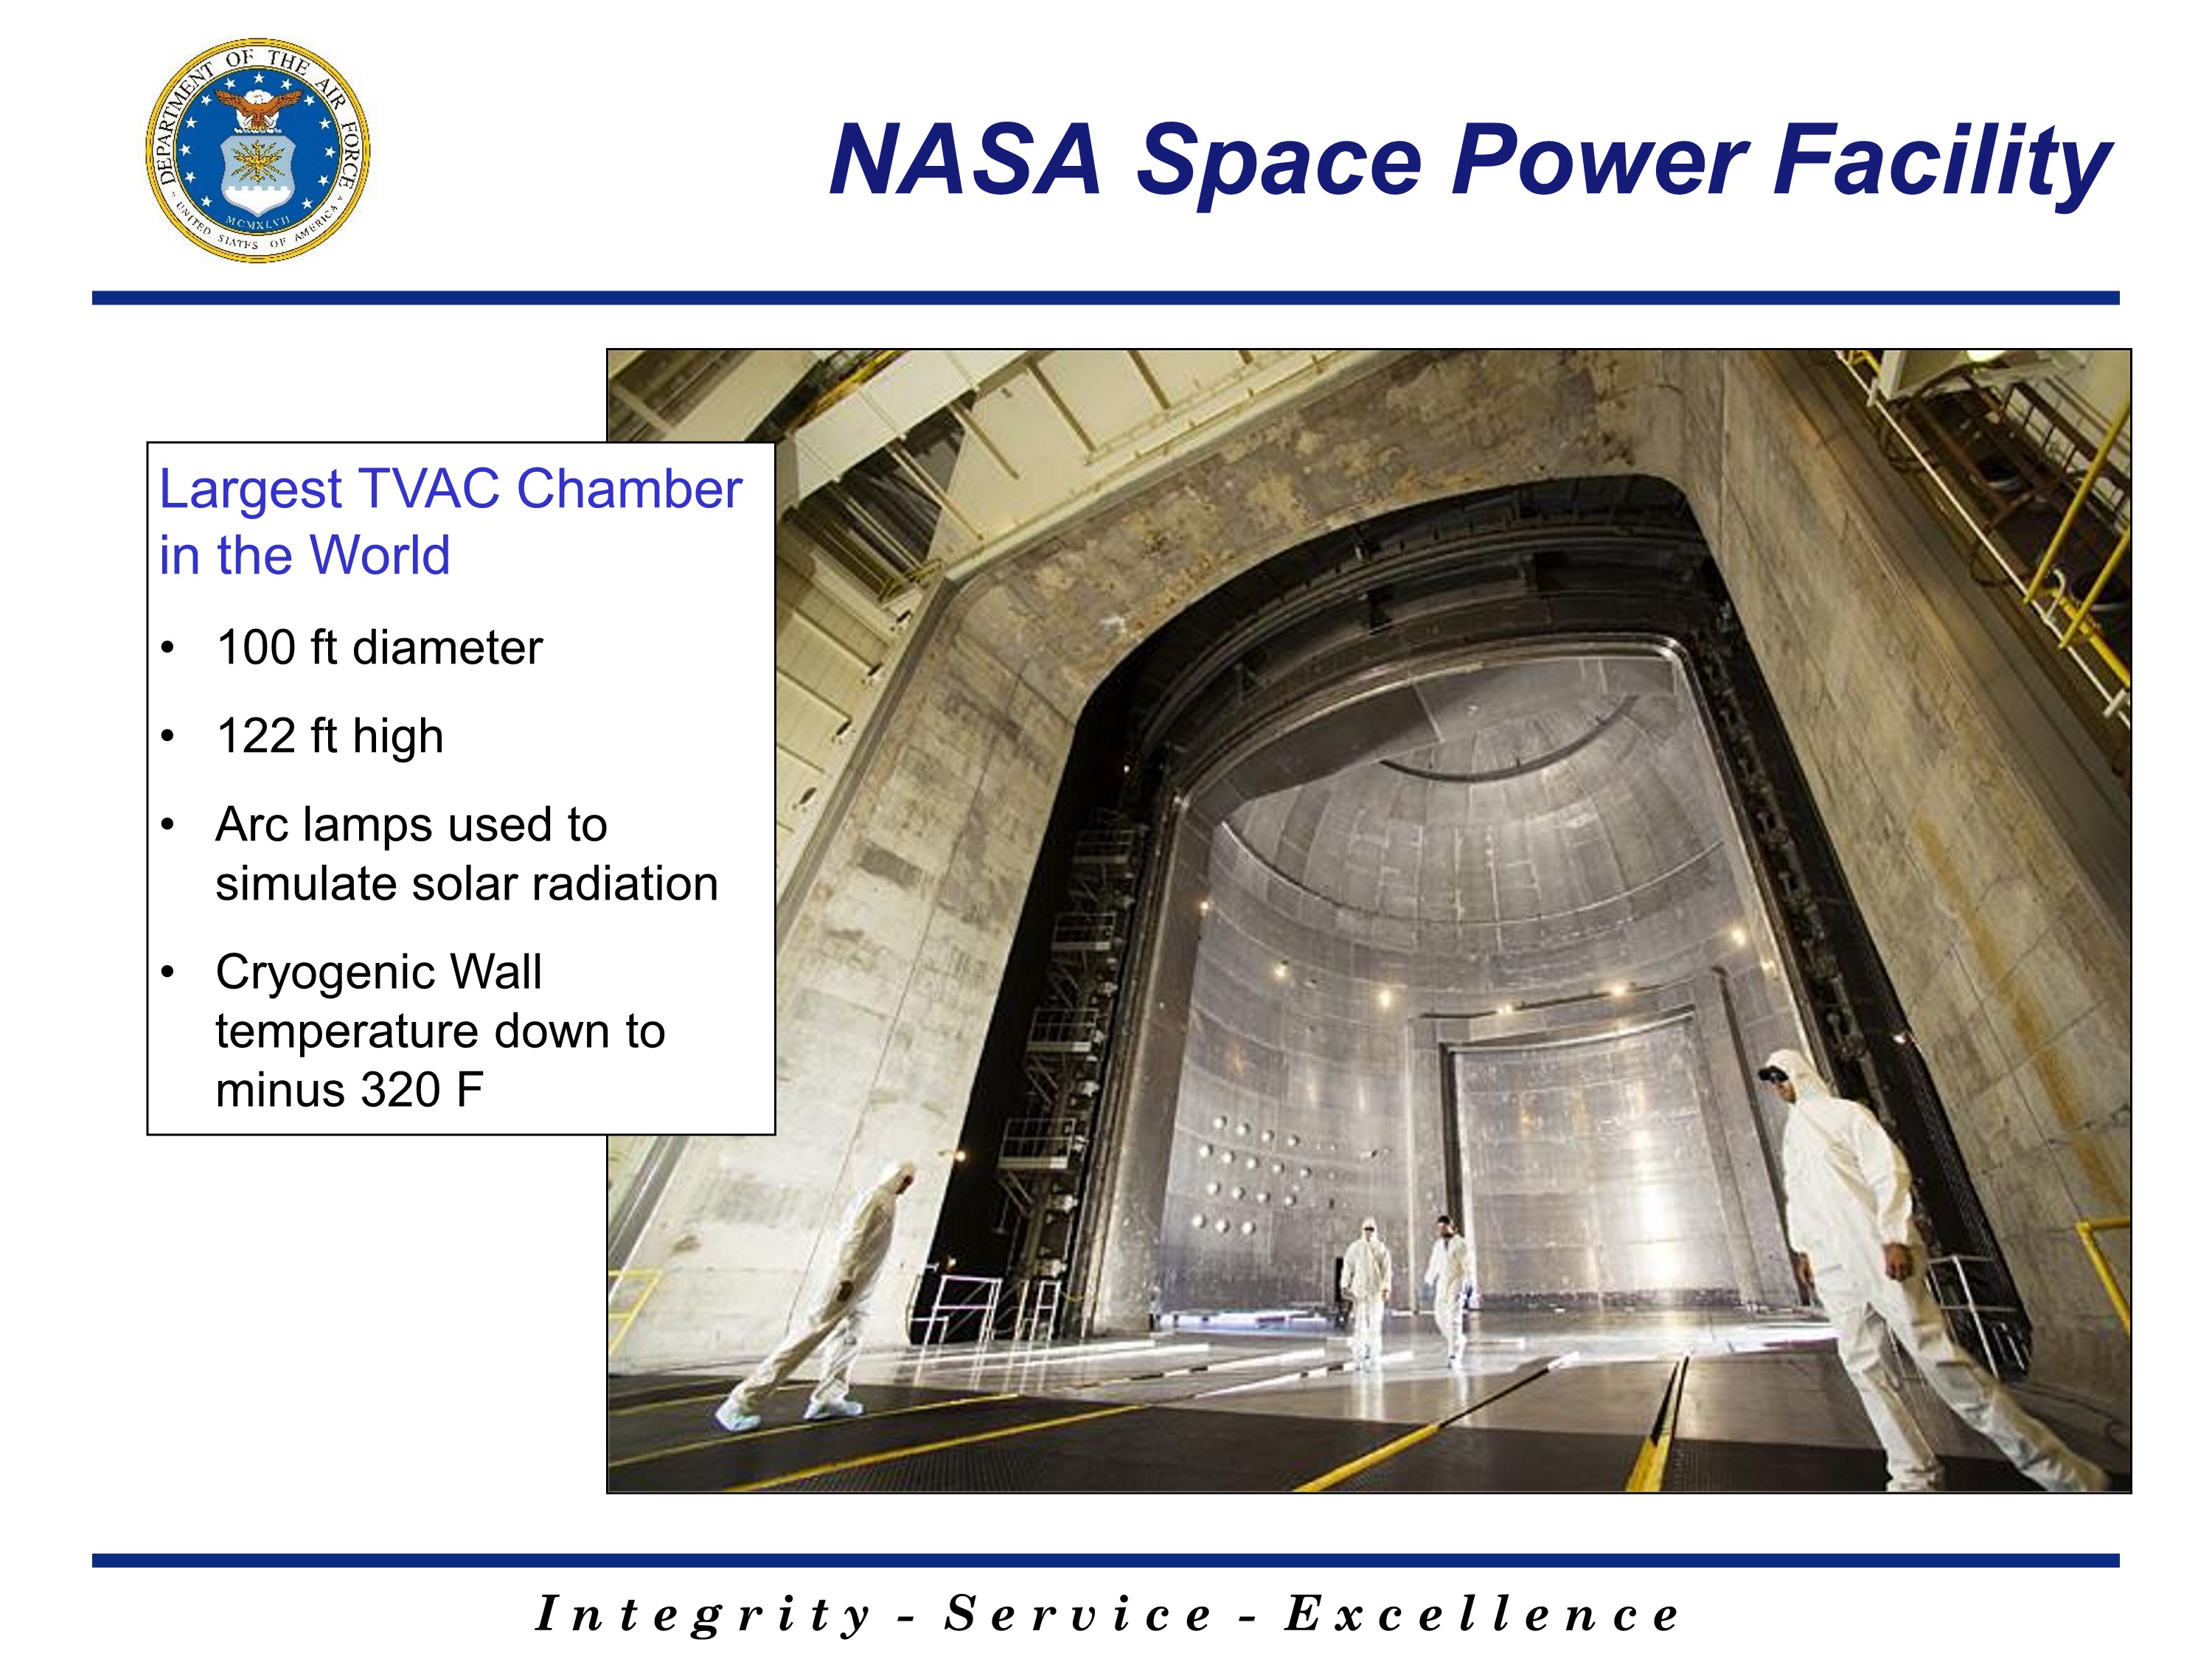 DEPARTMENT OF THE AIR FORCE
UNITED STATES OF AMERICA
MCMXLVII
NASA Space Power Facility
Largest TVAC Chamber
in the World
• 100 ft diameter
• 122 ft high
• Arc lamps used to
simulate solar radiation
• Cryogenic Wall
temperature down to
minus 320 F
Integrity - Service - Excellence